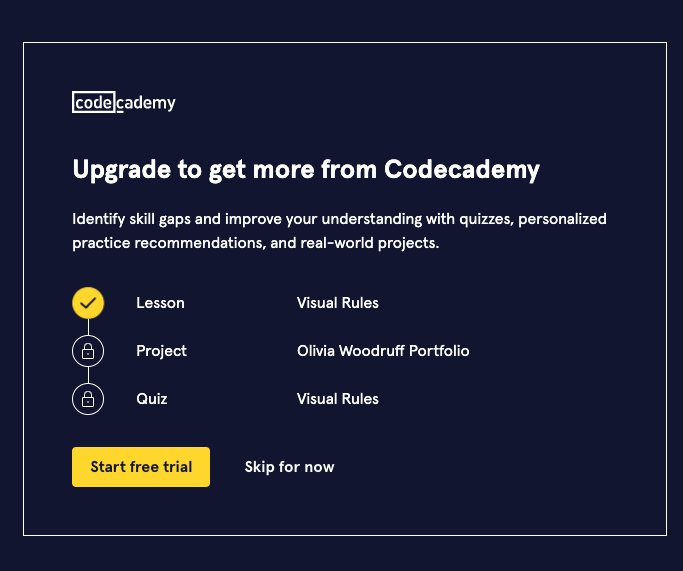 codecademy
Upgrade to get more from Codecademy
Identify skill gaps and improve your understanding with quizzes, personalized
practice recommendations, and real-world projects.
Lesson Visual Rules
Project Olivia Woodruff Portfolio
Quiz Visual Rules
Start free trial Skip for now